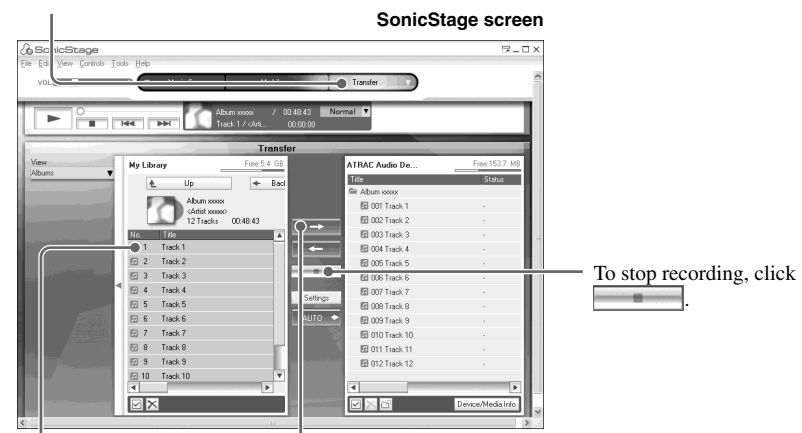 SonicStage screen
SonicStage
File Edit View Controls Tools Help
VOL
Transfer
Album xxxxx / 00:48:43 Normal
Track 1 / <Arti... 00:00:00
Transfer
View
Albums
My Library Free:5.4 GB
Up Back
Album xxxxx
<Artist xxxxx>
12 Tracks 00:48:43
No. Title
1 Track 1
2 Track 2
3 Track 3
4 Track 4
5 Track 5
6 Track 6
7 Track 7
8 Track 8
9 Track 9
10 Track 10
Settings
AUTO
ATRAC Audio De... Free:153.7 MB
Title Status
Album xxxxx
001 Track 1 -
002 Track 2 -
003 Track 3 -
004 Track 4 -
005 Track 5 -
006 Track 6 -
007 Track 7 -
008 Track 8 -
009 Track 9 -
010 Track 10 -
011 Track 11 -
012 Track 12 -
Device/Media Info
To stop recording, click
.